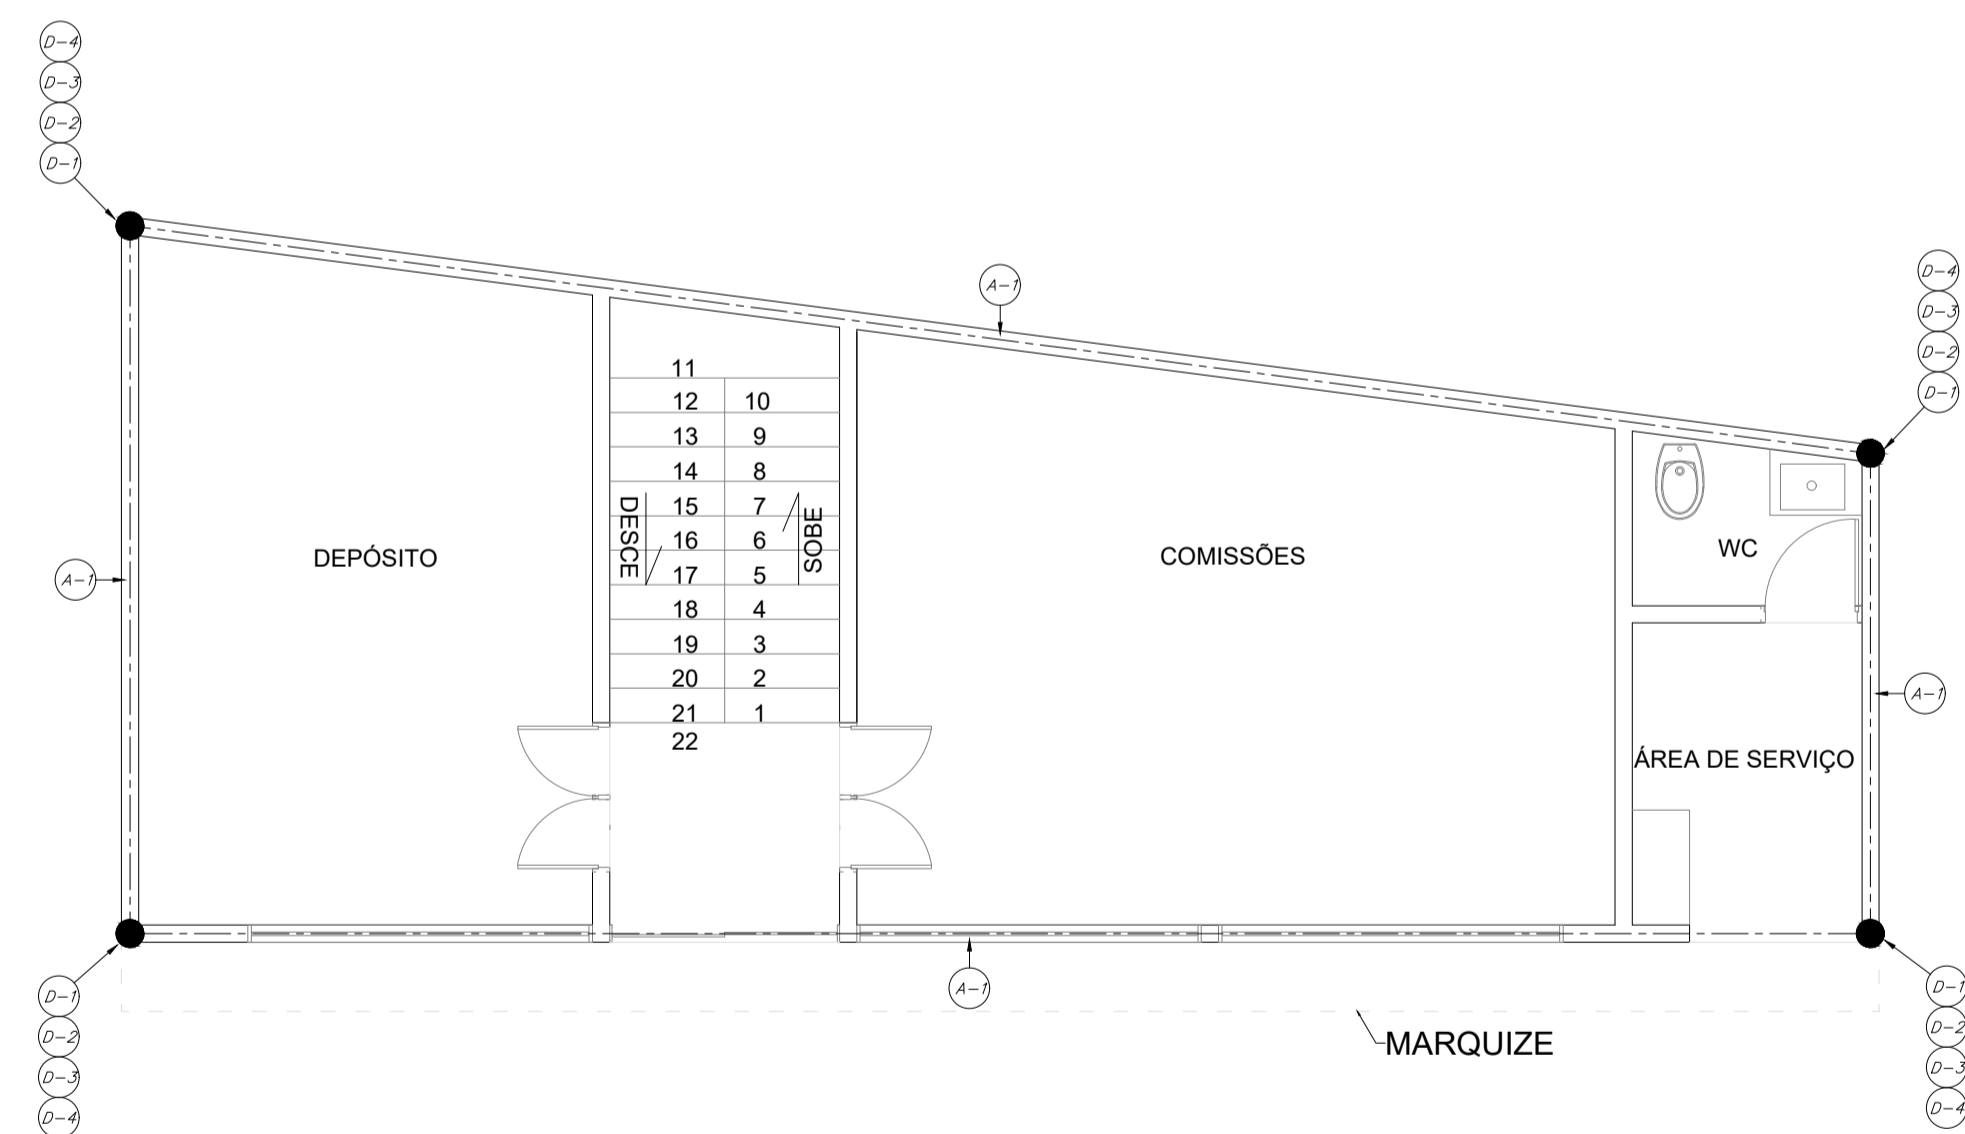 D-4
D-3
D-2
D-1
D-4
D-3
D-2
D-1
A-1
11
12 10
13 9
14 8
15 7
16 6
17 5
18 4
19 3
20 2
21 1
22
DESCE
SOBE
DEPÓSITO
COMISSÕES
WC
A-1
A-1
ÁREA DE SERVIÇO
A-1
D-1
D-2
D-3
D-4
D-1
D-2
D-3
D-4
MARQUIZE